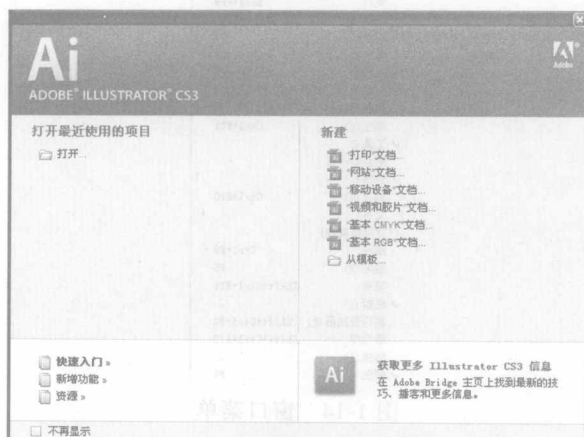 Ai
ADOBE® ILLUSTRATOR® CS3
Adobe
打开最近使用的项目
打开...
新建
"打印"文档...
"网站"文档...
"移动设备"文档...
"视频和胶片"文档...
"基本 CMYK"文档...
"基本 RGB"文档...
从模板...
快速入门 »
新增功能 »
资源 »
Ai
获取更多 Illustrator CS3 信息
在 Adobe Bridge 主页上找到最新的技
巧、播客和更多信息。
不再显示